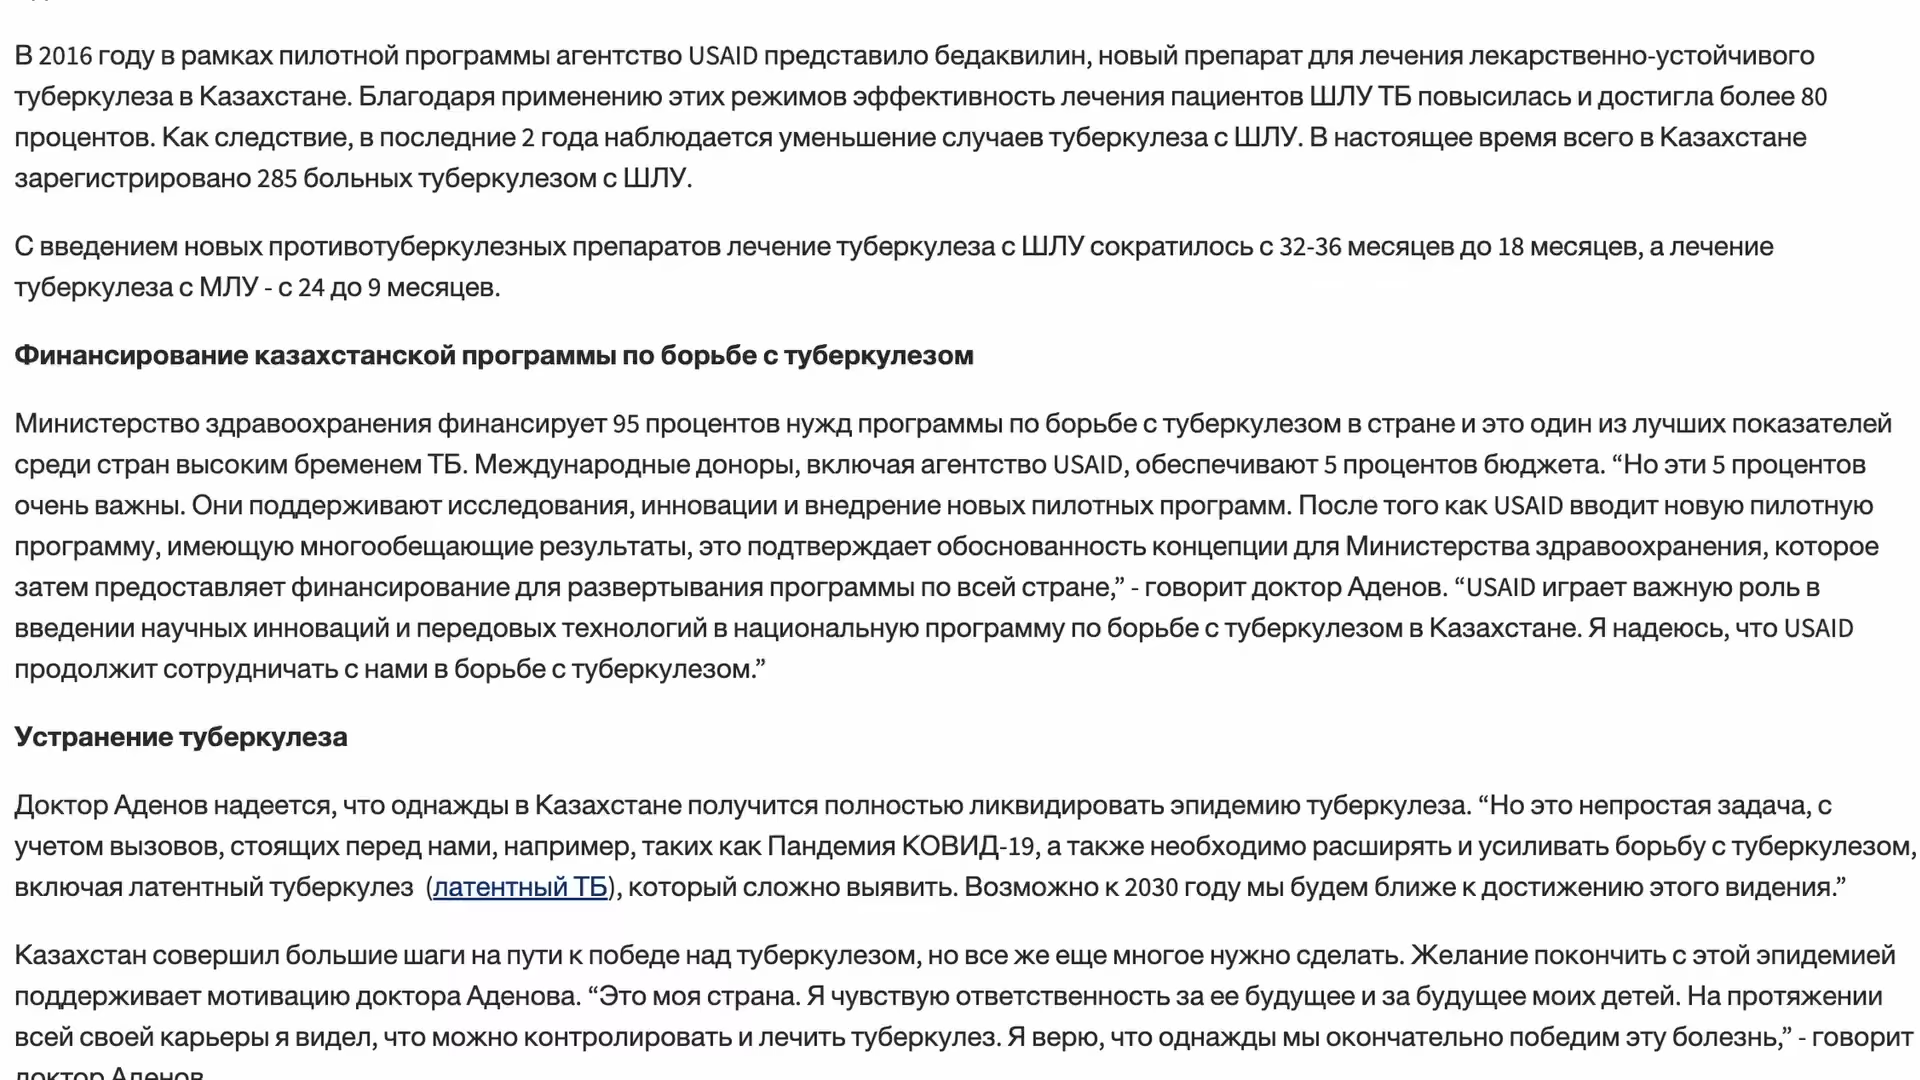 В 2016 году в рамках пилотной программы агентство USAID представило бедаквилин, новый препарат для лечения лекарственно-устойчивого
туберкулеза в Казахстане. Благодаря применению этих режимов эффективность лечения пациентов ШЛУ ТБ повысилась и достигла более 80
процентов. Как следствие, в последние 2 года наблюдается уменьшение случаев туберкулеза с ШЛУ. В настоящее время всего в Казахстане
зарегистрировано 285 больных туберкулезом с ШЛУ.
С введением новых противотуберкулезных препаратов лечение туберкулеза с ШЛУ сократилось с 32-36 месяцев до 18 месяцев, а лечение
туберкулеза с МЛУ - с 24 до 9 месяцев.
Финансирование казахстанской программы по борьбе с туберкулезом
Министерство здравоохранения финансирует 95 процентов нужд программы по борьбе с туберкулезом в стране и это один из лучших показателей
среди стран высоким бременем ТБ. Международные доноры, включая агентство USAID, обеспечивают 5 процентов бюджета. “Но эти 5 процентов
очень важны. Они поддерживают исследования, инновации и внедрение новых пилотных программ. После того как USAID вводит новую пилотную
программу, имеющую многообещающие результаты, это подтверждает обоснованность концепции для Министерства здравоохранения, которое
затем предоставляет финансирование для развертывания программы по всей стране,” - говорит доктор Аденов. “USAID играет важную роль в
введении научных инноваций и передовых технологий в национальную программу по борьбе с туберкулезом в Казахстане. Я надеюсь, что USAID
продолжит сотрудничать с нами в борьбе с туберкулезом.”
Устранение туберкулеза
Доктор Аденов надеется, что однажды в Казахстане получится полностью ликвидировать эпидемию туберкулеза. “Но это непростая задача, с
учетом вызовов, стоящих перед нами, например, таких как Пандемия КОВИД-19, а также необходимо расширять и усиливать борьбу с туберкулезом,
включая латентный туберкулез (латентный ТБ), который сложно выявить. Возможно к 2030 году мы будем ближе к достижению этого видения.”
Казахстан совершил большие шаги на пути к победе над туберкулезом, но все же еще многое нужно сделать. Желание покончить с этой эпидемией
поддерживает мотивацию доктора Аденова. “Это моя страна. Я чувствую ответственность за ее будущее и за будущее моих детей. На протяжении
всей своей карьеры я видел, что можно контролировать и лечить туберкулез. Я верю, что однажды мы окончательно победим эту болезнь,” - говорит
доктор Аденов